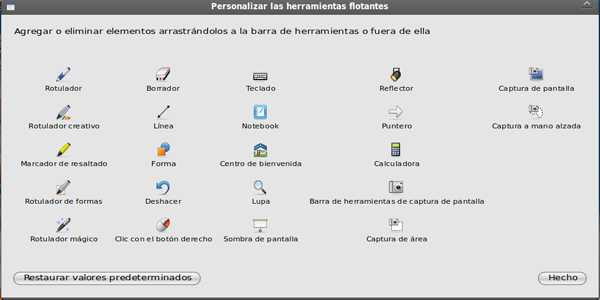 Personalizar las herramientas flotantes
Agregar o eliminar elementos arrastrándolos a la barra de herramientas o fuera de ella
Rotulador Borrador Teclado Reflector Captura de pantalla
Rotulador creativo Línea Notebook Puntero Captura a mano alzada
Marcador de resaltado Forma Centro de bienvenida Calculadora
Rotulador de formas Deshacer Lupa Barra de herramientas de captura de pantalla
Rotulador mágico Clic con el botón derecho Sombra de pantalla Captura de área
Restaurar valores predeterminados Hecho